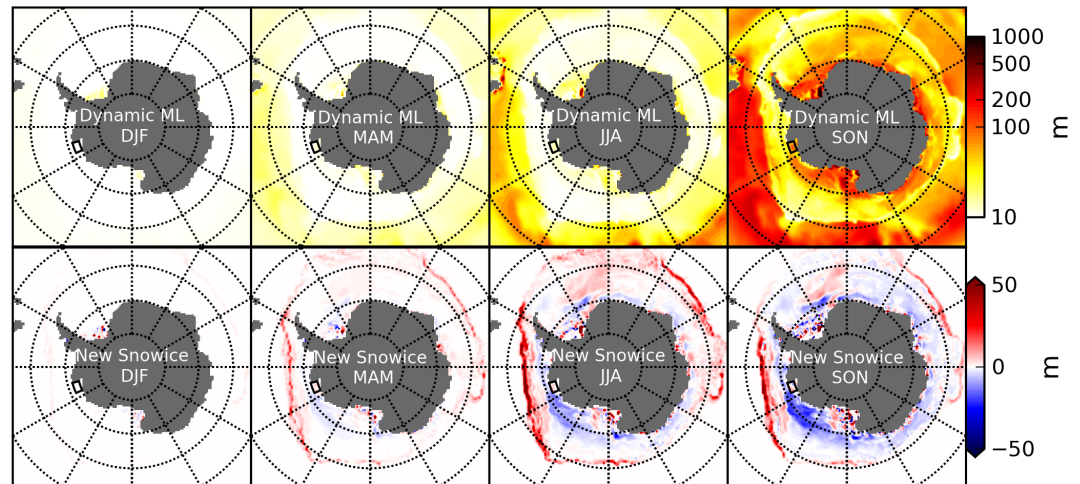 Dynamic ML
DJF
Dynamic ML
MAM
Dynamic ML
JJA
Dynamic ML
SON
1000
500
200
100
10
m
New Snowice
DJF
New Snowice
MAM
New Snowice
JJA
New Snowice
SON
50
0
−50
m